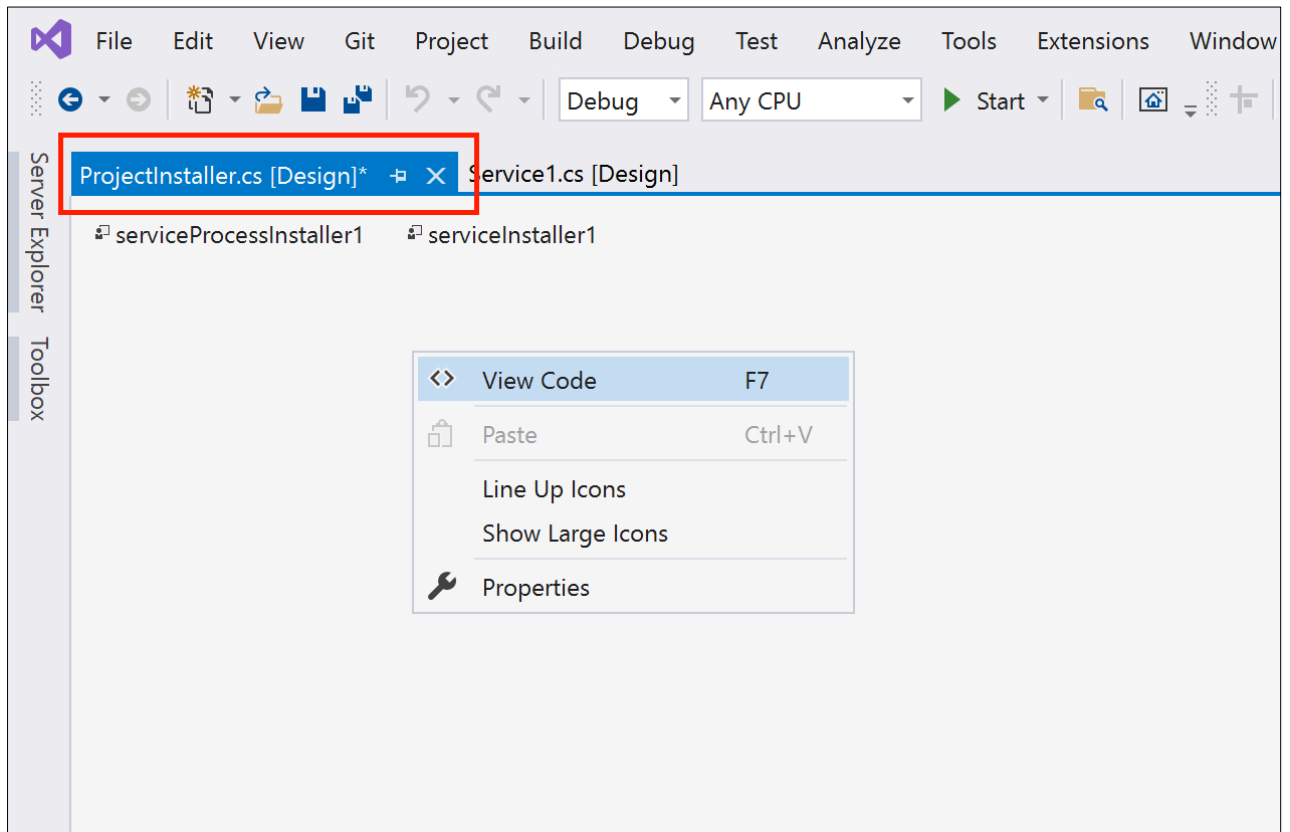 File Edit View Git Project Build Debug Test Analyze Tools Extensions Window
Debug Any CPU Start
ProjectInstaller.cs [Design]* Service1.cs [Design]
serviceProcessInstaller1 serviceInstaller1
Server Explorer
Toolbox
View Code F7
Paste Ctrl+V
Line Up Icons
Show Large Icons
Properties